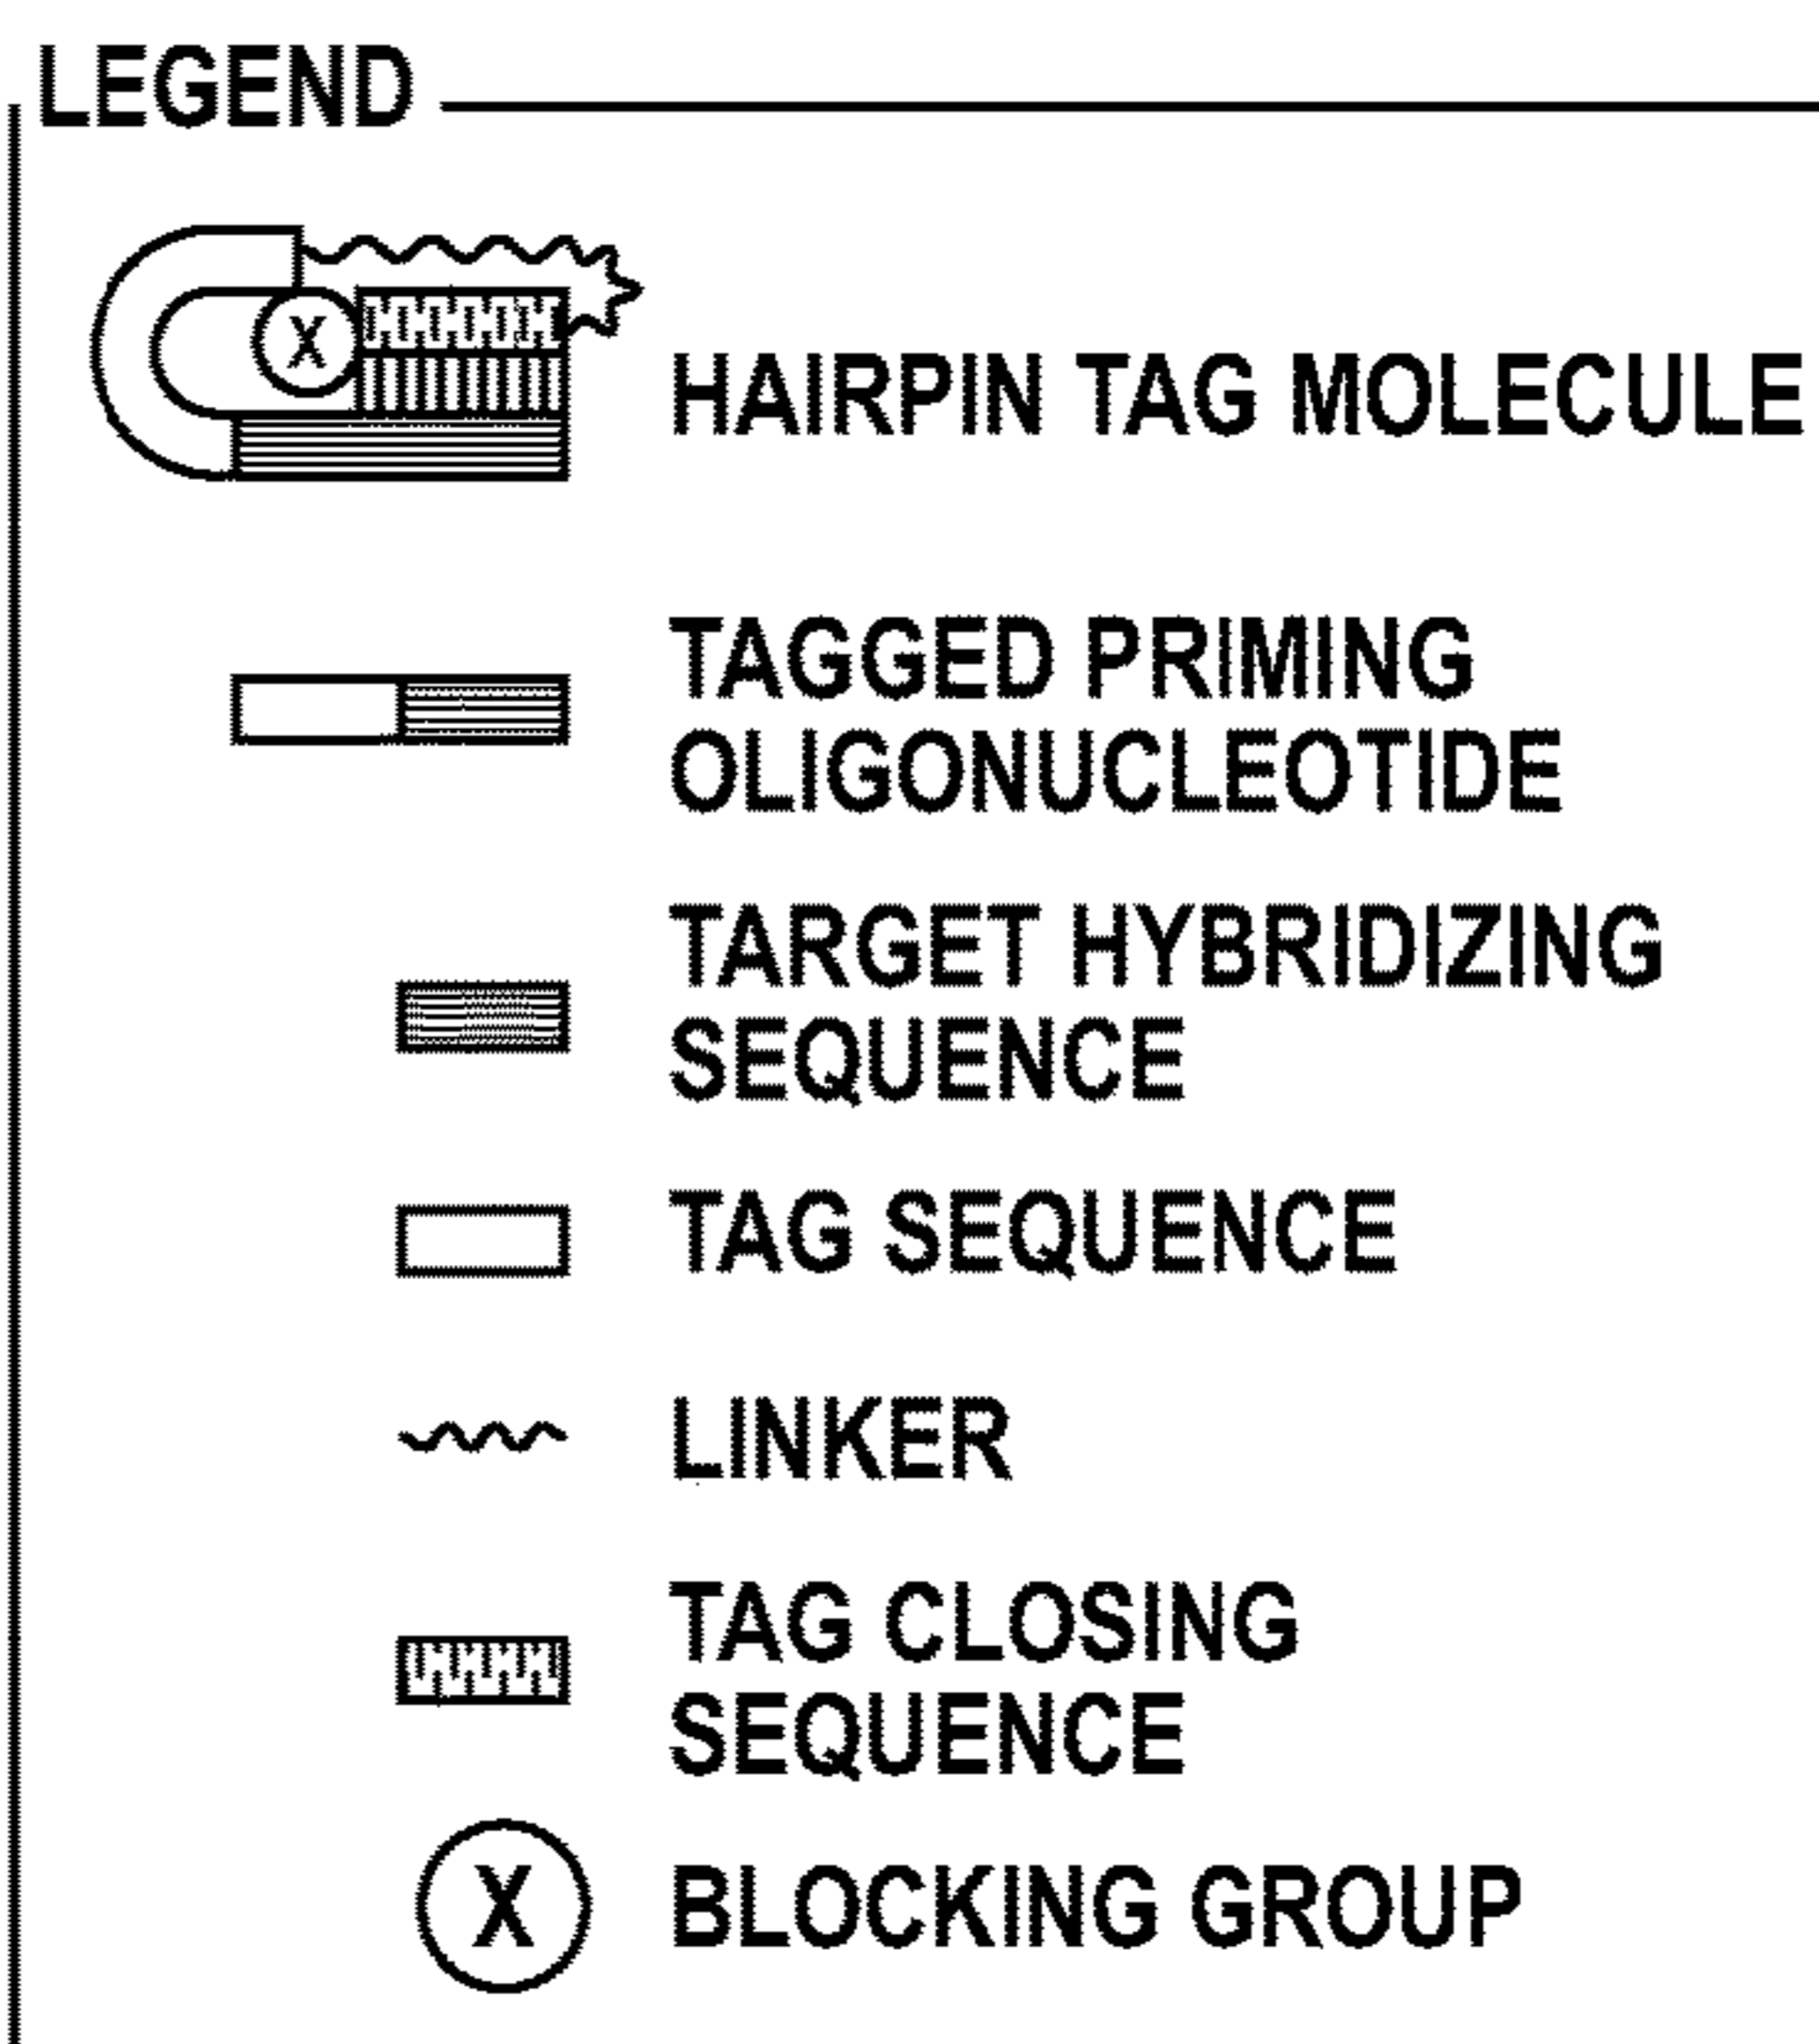 LEGEND
X
HAIRPIN TAG MOLECULE
TAGGED PRIMING
OLIGONUCLEOTIDE
TARGET HYBRIDIZING
SEQUENCE
TAG SEQUENCE
LINKER
TAG CLOSING
SEQUENCE
X BLOCKING GROUP